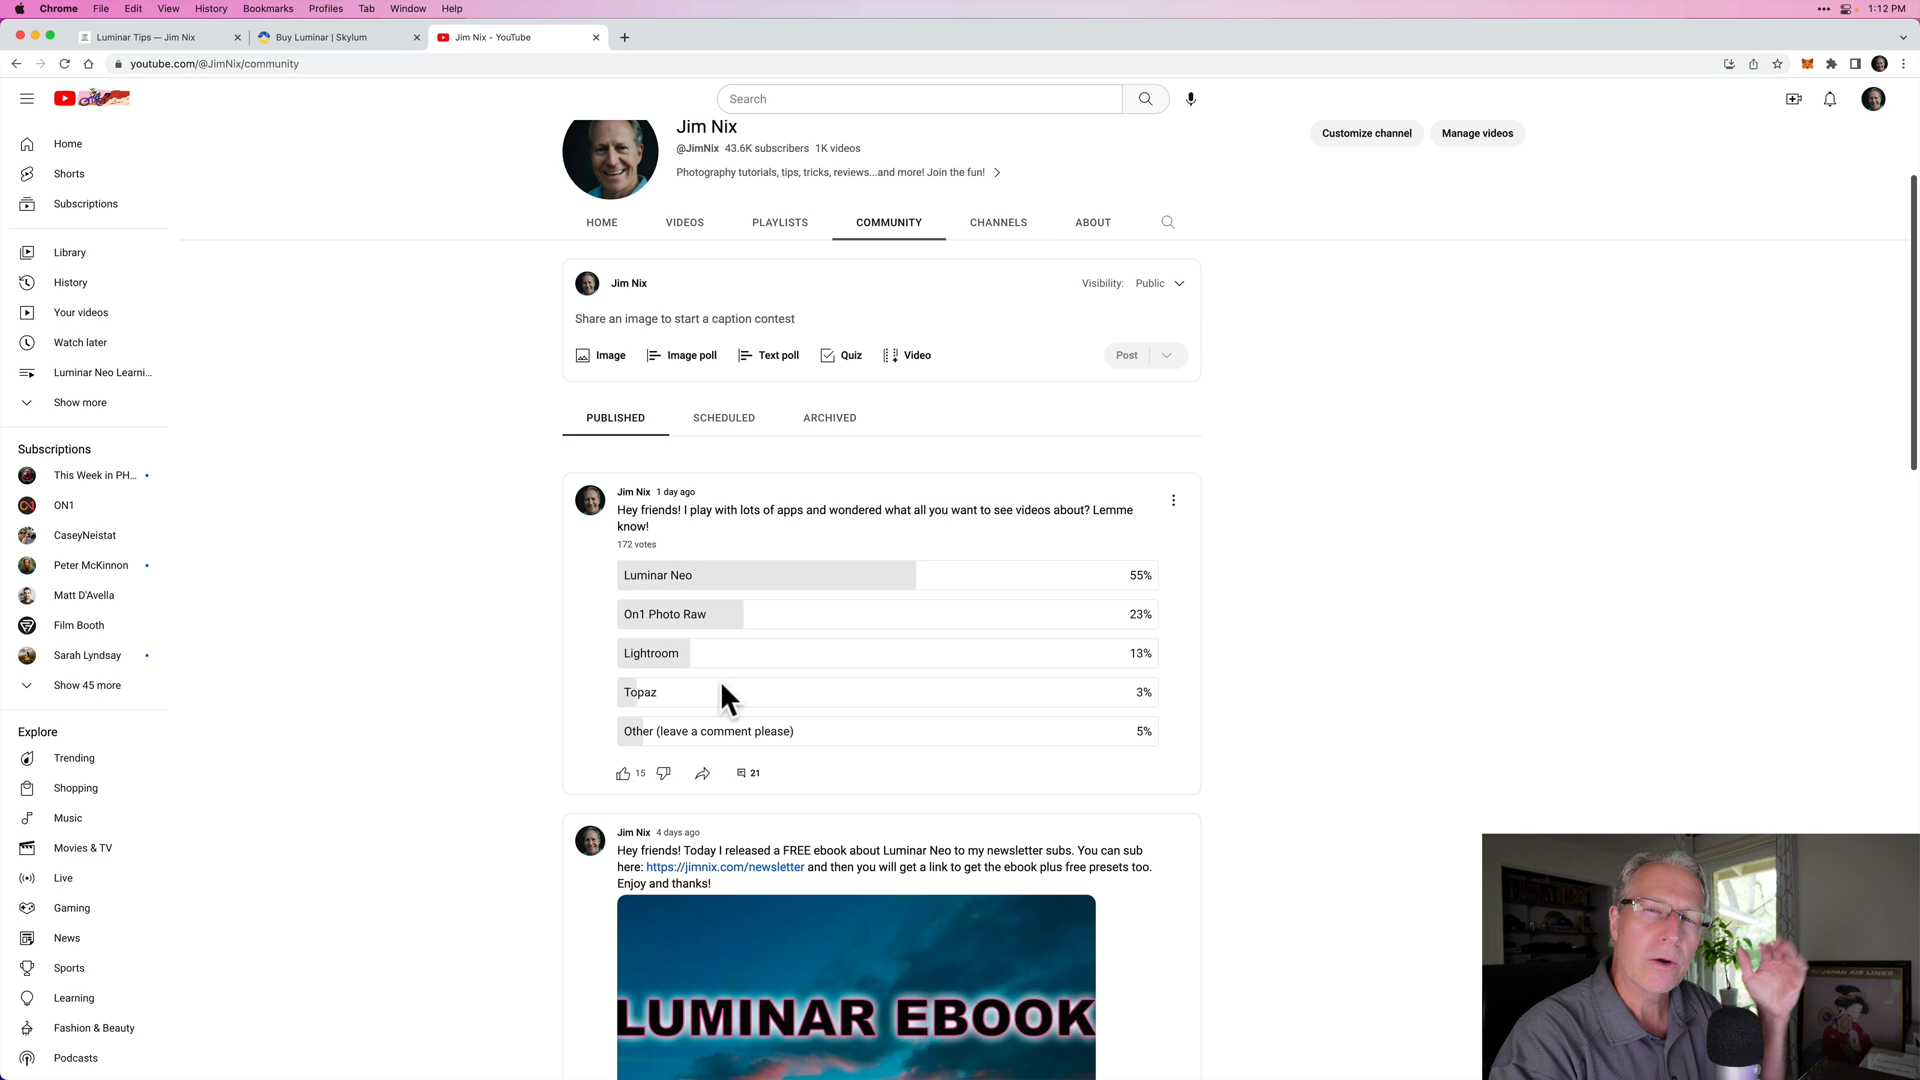 Chrome File Edit View History Bookmarks Profiles Tab Window Help 1:12 PM
Luminar Tips — Jim Nix Buy Luminar | Skylum Jim Nix - YouTube
youtube.com/@JimNix/community
Search
Jim Nix
@JimNix 43.6K subscribers 1K videos
Photography tutorials, tips, tricks, reviews...and more! Join the fun!
Customize channel Manage videos
HOME VIDEOS PLAYLISTS COMMUNITY CHANNELS ABOUT
Home
Shorts
Subscriptions
Library
History
Your videos
Watch later
Luminar Neo Learni...
Show more
Subscriptions
This Week in PH...
ON1
CaseyNeistat
Peter McKinnon
Matt D'Avella
Film Booth
Sarah Lyndsay
Show 45 more
Explore
Trending
Shopping
Music
Movies & TV
Live
Gaming
News
Sports
Learning
Fashion & Beauty
Podcasts
Jim Nix Visibility: Public
Share an image to start a caption contest
Image Image poll Text poll Quiz Video Post
PUBLISHED SCHEDULED ARCHIVED
Jim Nix 1 day ago
Hey friends! I play with lots of apps and wondered what all you want to see videos about? Lemme
know!
172 votes
Luminar Neo 55%
On1 Photo Raw 23%
Lightroom 13%
Topaz 3%
Other (leave a comment please) 5%
15 21
Jim Nix 4 days ago
Hey friends! Today I released a FREE ebook about Luminar Neo to my newsletter subs. You can sub
here: https://jimnix.com/newsletter and then you will get a link to get the ebook plus free presets too.
Enjoy and thanks!
LUMINAR EBOOK
JAPAN AIR LINES